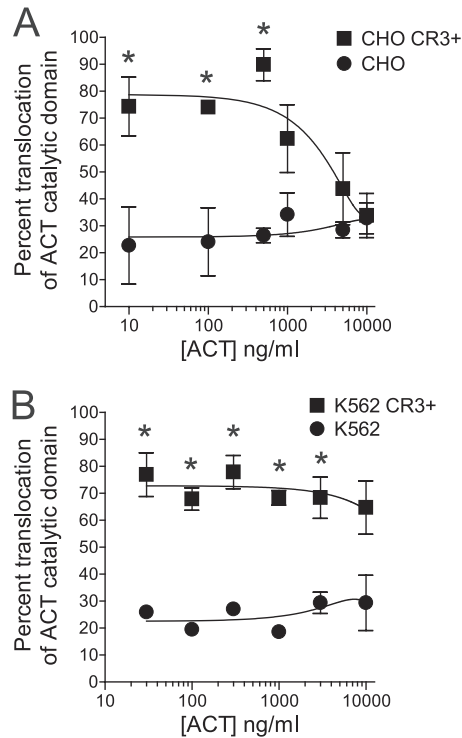 A
CHO CR3+
CHO
Percent translocation
of ACT catalytic domain
100
90
80
70
60
50
40
30
20
10
0
* * *
10 100 1000 10000
[ACT] ng/ml
B
K562 CR3+
K562
Percent translocation
of ACT catalytic domain
100
90
80
70
60
50
40
30
20
10
0
* * * * *
10 100 1000 10000
[ACT] ng/ml